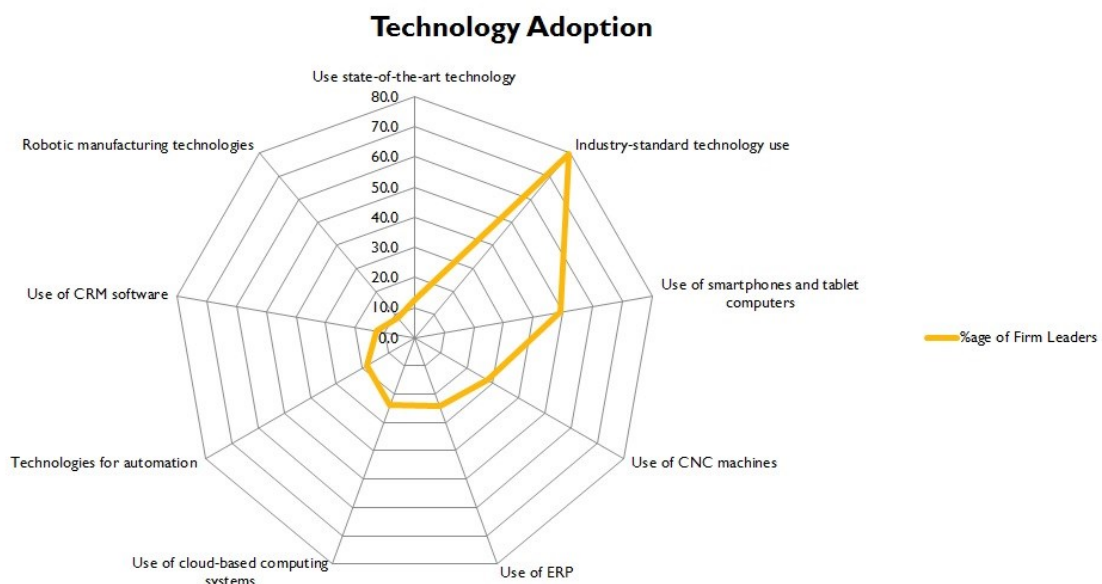 Technology Adoption
Use state-of-the-art technology
80.0
70.0
60.0
50.0
40.0
30.0
20.0
10.0
0.0
Industry-standard technology use
Use of smartphones and tablet
computers
Use of CNC machines
Use of ERP
Use of cloud-based computing
systems
Technologies for automation
Use of CRM software
Robotic manufacturing technologies
%age of Firm Leaders